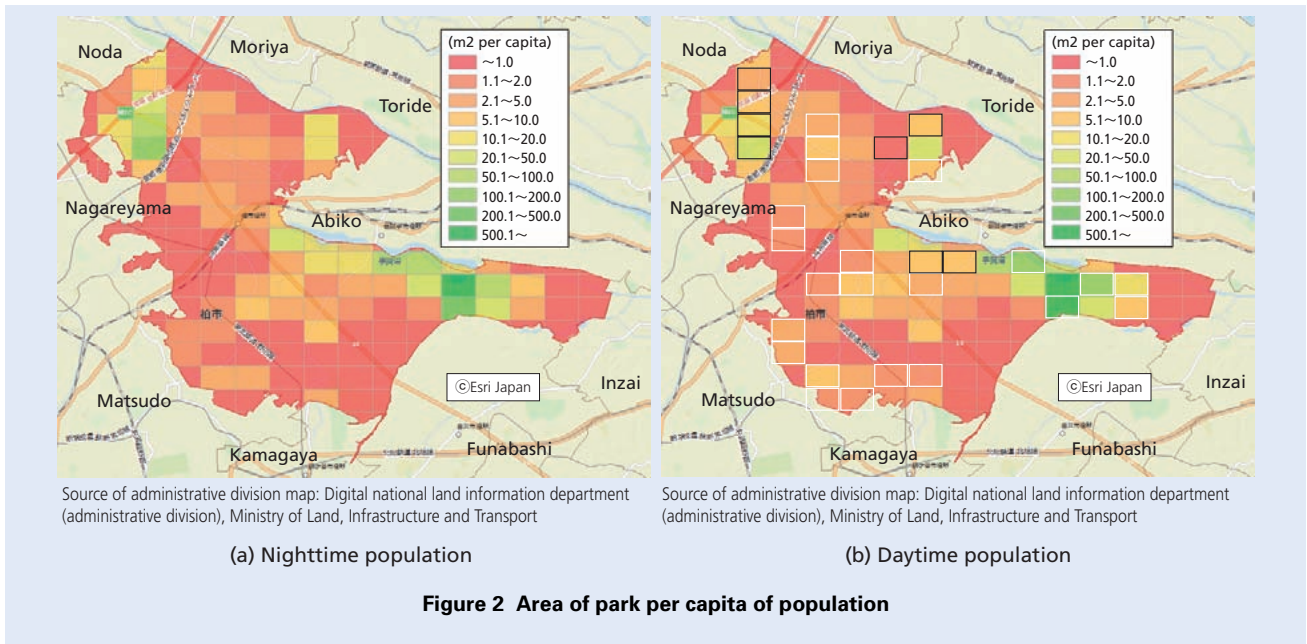 Noda
Moriya
Toride
Nagareyama
Abiko
柏市
Matsudo
Kamagaya
Funabashi
Inzai
(m2 per capita)
~1.0
1.1~2.0
2.1~5.0
5.1~10.0
10.1~20.0
20.1~50.0
50.1~100.0
100.1~200.0
200.1~500.0
500.1~
©Esri Japan
Source of administrative division map: Digital national land information department
(administrative division), Ministry of Land, Infrastructure and Transport
(a) Nighttime population
Noda
Moriya
Toride
Nagareyama
Abiko
柏市
Matsudo
Kamagaya
Funabashi
Inzai
(m2 per capita)
~1.0
1.1~2.0
2.1~5.0
5.1~10.0
10.1~20.0
20.1~50.0
50.1~100.0
100.1~200.0
200.1~500.0
500.1~
©Esri Japan
Source of administrative division map: Digital national land information department
(administrative division), Ministry of Land, Infrastructure and Transport
(b) Daytime population
Figure 2 Area of park per capita of population